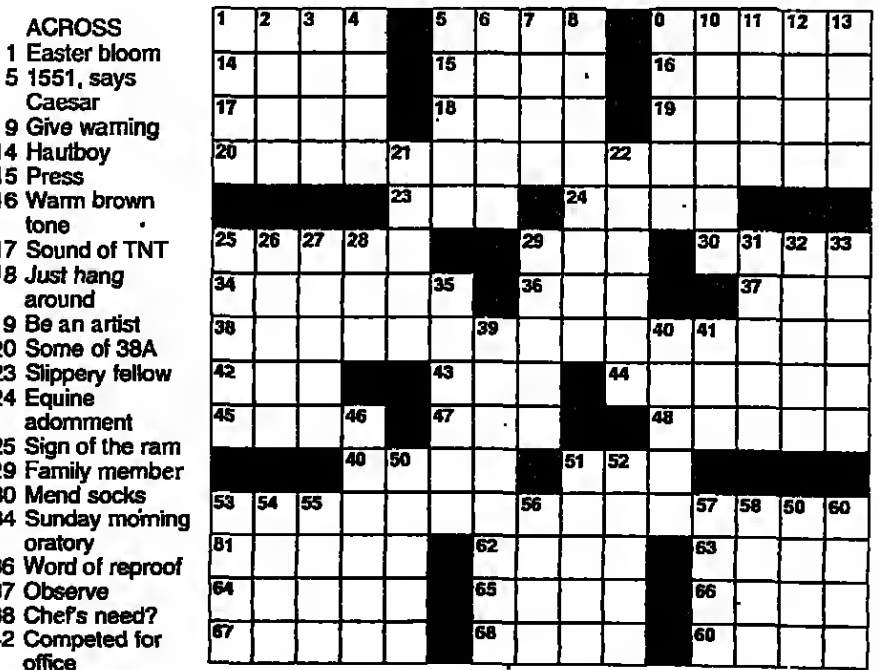 ACROSS
1 Easter bloom
5 1551, says
Caesar
9 Give warning
14 Hautboy
15 Press
16 Warm brown
tone
17 Sound of TNT
18 Just hang
around
19 Be an artist
20 Some of 38A
23 Slippery fellow
24 Equine
adornment
25 Sign of the ram
29 Family member
30 Mend socks
34 Sunday morning
oratory
36 Word of reproof
37 Observe
38 Chef's need?
42 Competed for
office
1 2 3 4 5 6 7 8 0 10 11 12 13
14 15 16
17 18 19
20 21 22
23 24
25 26 27 28 29 30 31 32 33
34 35 36 37
38 39 40 41
42 43 44
45 46 47 48
40 50 51 52
53 54 55 56 57 58 50 60
81 62 63
64 65 66
67 68 60